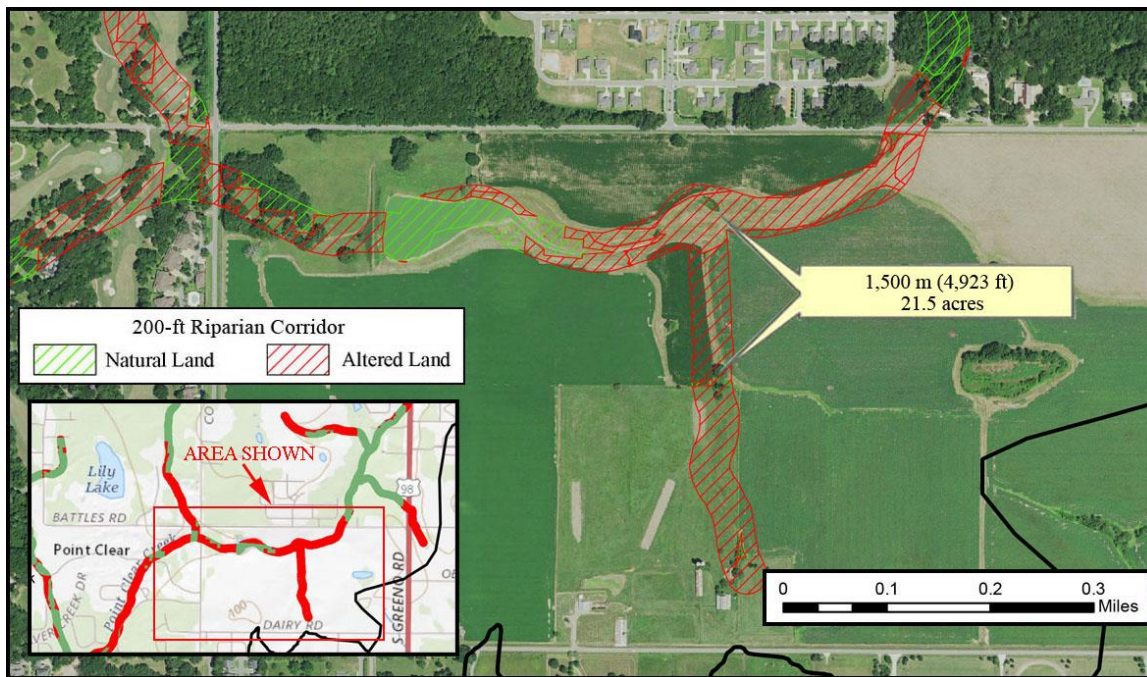 1,500 m (4,923 ft)
21.5 acres
200-ft Riparian Corridor
Natural Land
Altered Land
AREA SHOWN
CO
Lily
Lake
98
BATTLES RD
Point Clear
Point Clear Creek
S GREENO RD
100
DAIRY RD
0 0.1 0.2 0.3
Miles